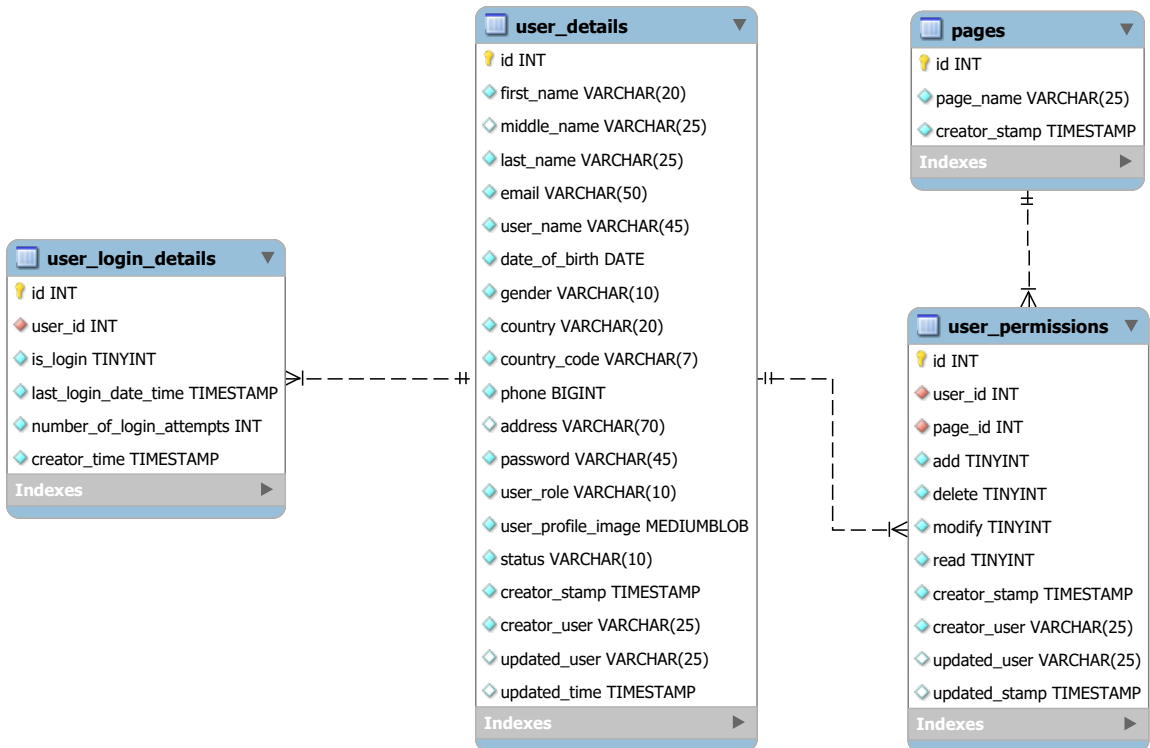 user_login_details
id INT
user_id INT
is_login TINYINT
last_login_date_time TIMESTAMP
number_of_login_attempts INT
creator_time TIMESTAMP
Indexes
user_details
id INT
first_name VARCHAR(20)
middle_name VARCHAR(25)
last_name VARCHAR(25)
email VARCHAR(50)
user_name VARCHAR(45)
date_of_birth DATE
gender VARCHAR(10)
country VARCHAR(20)
country_code VARCHAR(7)
phone BIGINT
address VARCHAR(70)
password VARCHAR(45)
user_role VARCHAR(10)
user_profile_image MEDIUMBLOB
status VARCHAR(10)
creator_stamp TIMESTAMP
creator_user VARCHAR(25)
updated_user VARCHAR(25)
updated_time TIMESTAMP
Indexes
pages
id INT
page_name VARCHAR(25)
creator_stamp TIMESTAMP
Indexes
user_permissions
id INT
user_id INT
page_id INT
add TINYINT
delete TINYINT
modify TINYINT
read TINYINT
creator_stamp TIMESTAMP
creator_user VARCHAR(25)
updated_user VARCHAR(25)
updated_stamp TIMESTAMP
Indexes